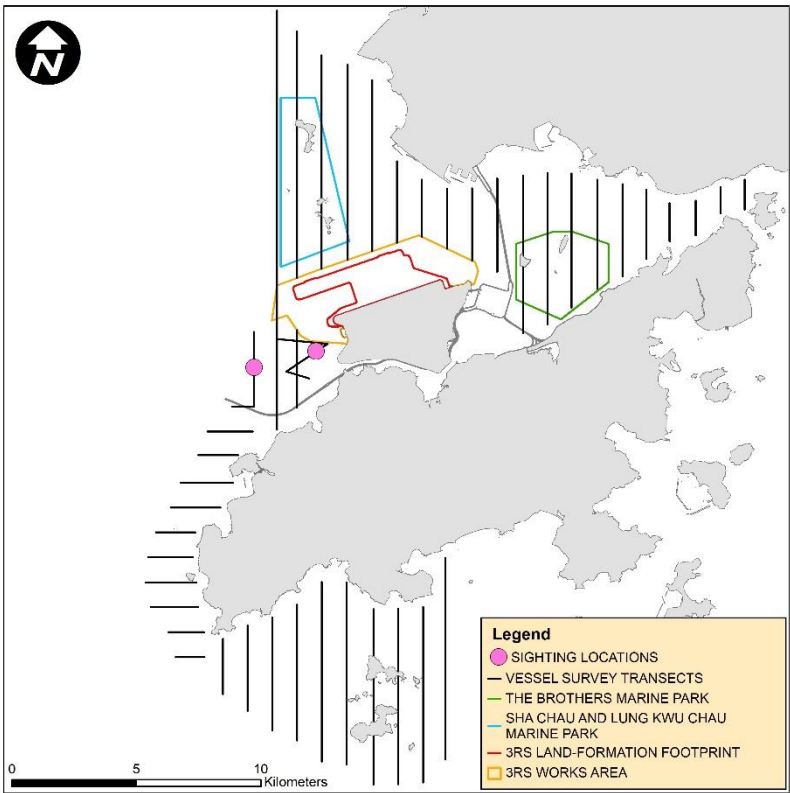 N
Legend
SIGHTING LOCATIONS
VESSEL SURVEY TRANSECTS
THE BROTHERS MARINE PARK
SHA CHAU AND LUNG KWU CHAU
MARINE PARK
3RS LAND-FORMATION FOOTPRINT
3RS WORKS AREA
0 5 10
Kilometers